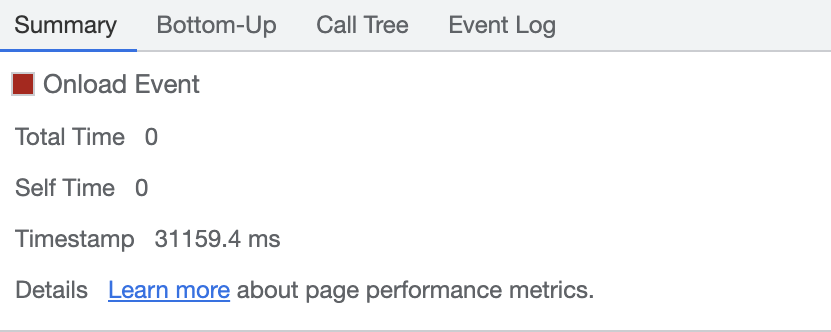 Summary Bottom-Up Call Tree Event Log
Onload Event
Total Time 0
Self Time 0
Timestamp 31159.4 ms
Details Learn more about page performance metrics.